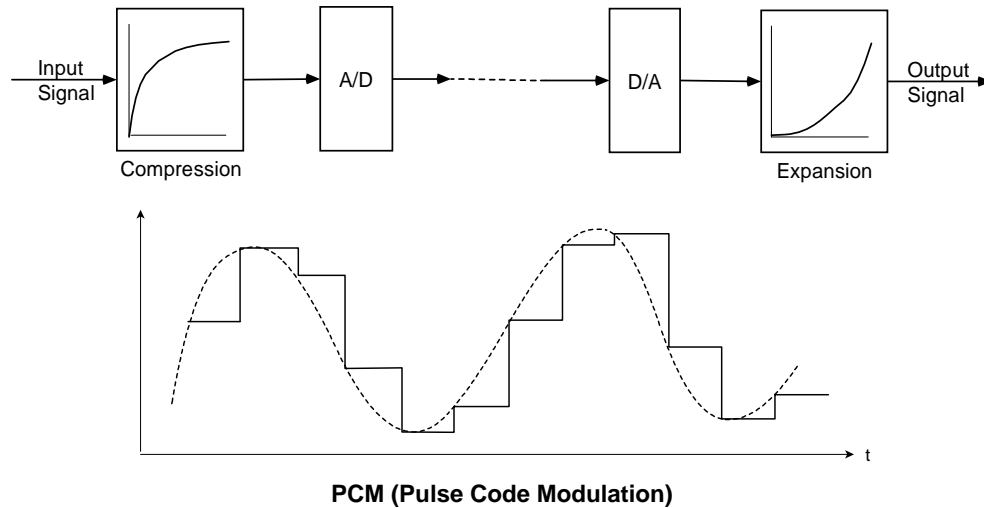 Input
Signal
A/D
D/A
Output
Signal
Compression
Expansion
t
PCM (Pulse Code Modulation)